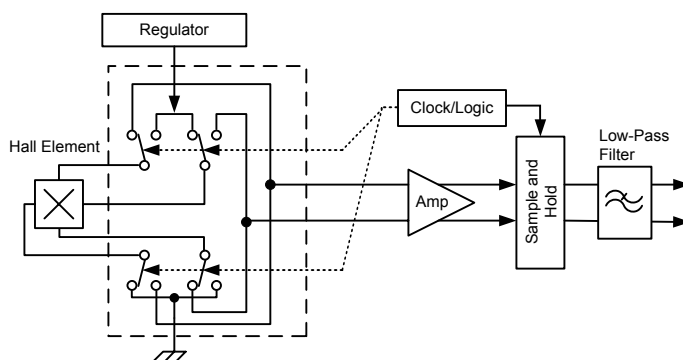 Regulator
Clock/Logic
Hall Element
Low-Pass
Filter
Amp
Sample and
Hold